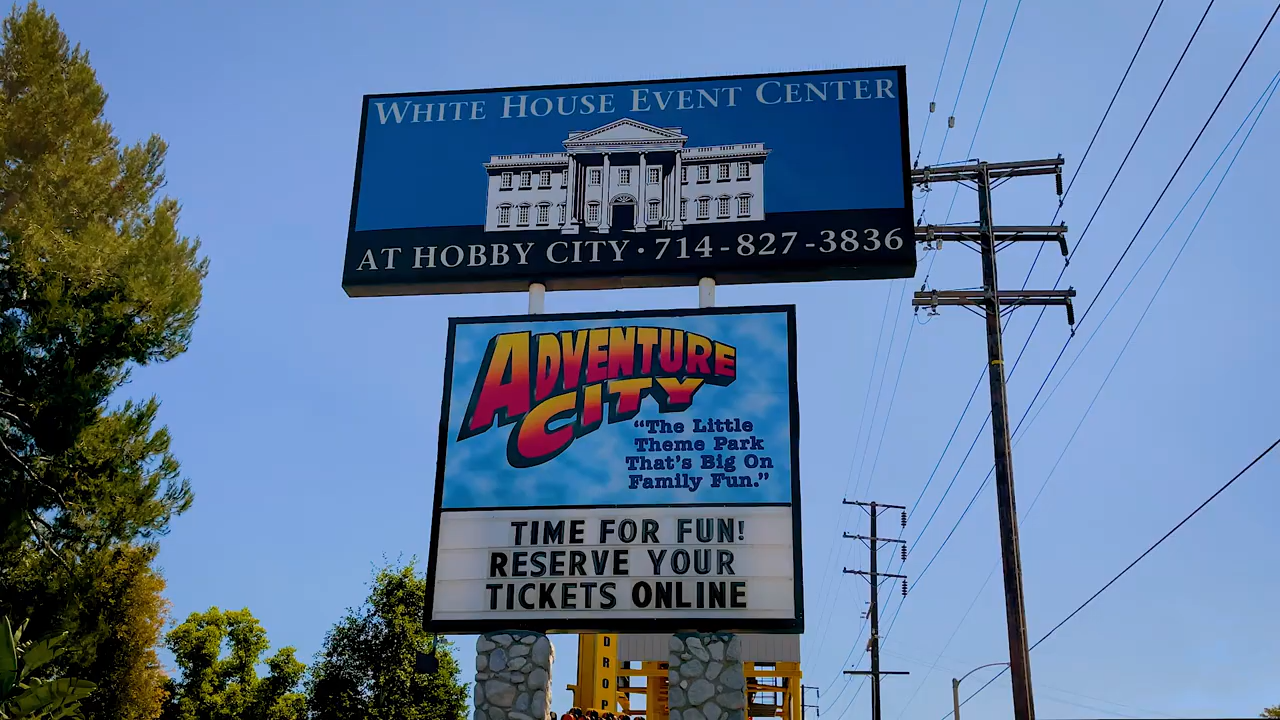 WHITE HOUSE EVENT CENTER
AT HOBBY CITY · 714-827-3836
ADVENTURE
CITY
"The Little
Theme Park
That's Big On
Family Fun."
TIME FOR FUN!
RESERVE YOUR
TICKETS ONLINE
DROP